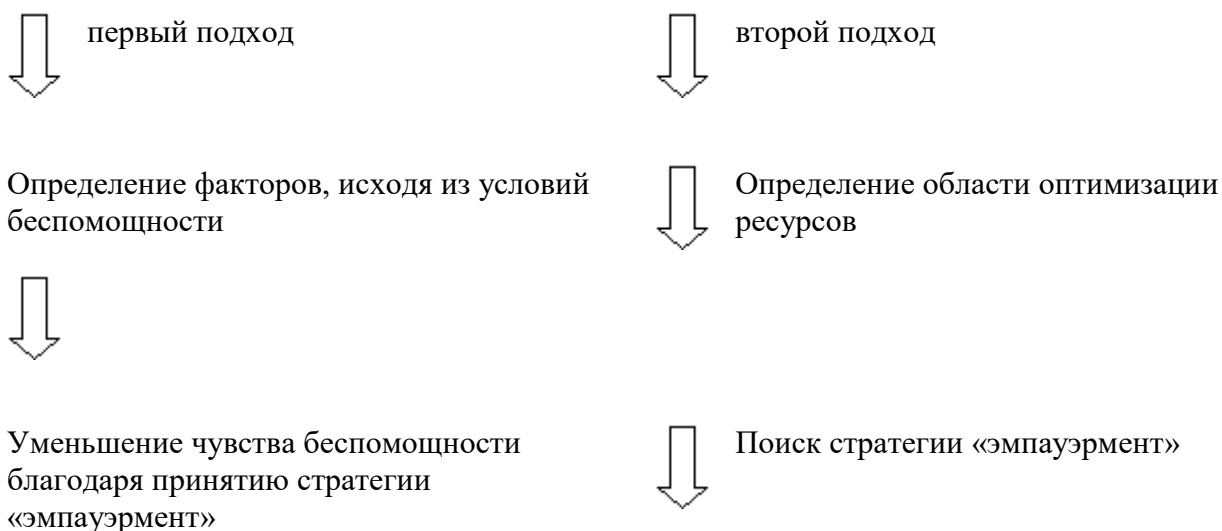 первый подход
второй подход
Определение факторов, исходя из условий
беспомощности
Определение области оптимизации
ресурсов
Уменьшение чувства беспомощности
благодаря принятию стратегии
«эмпауэрмент»
Поиск стратегии «эмпауэрмент»